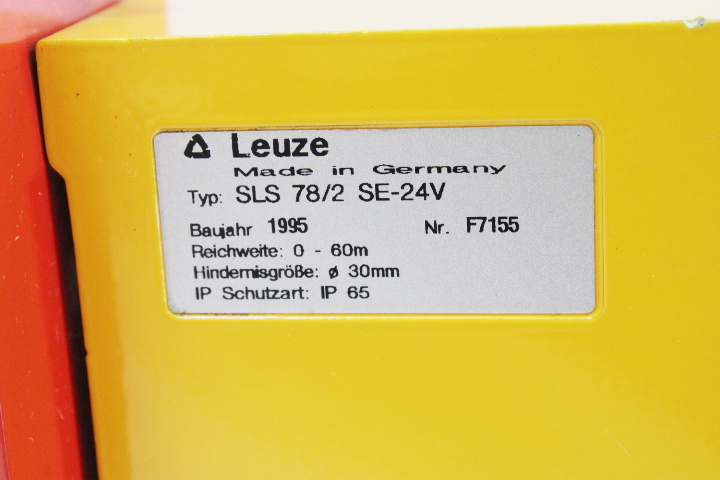 Leuze
Made in Germany
Typ: SLS 78/2 SE-24V
Baujahr 1995 Nr. F7155
Reichweite: 0 - 60m
Hindernisgröße: ø 30mm
IP Schutzart: IP 65